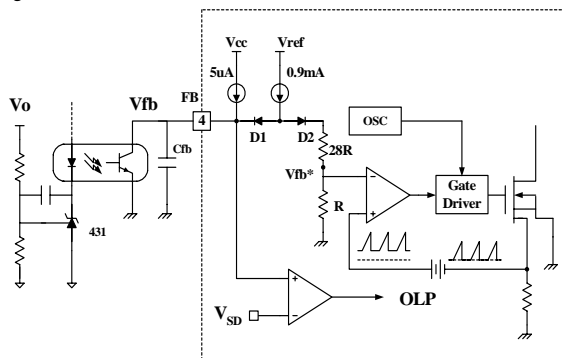 Vcc Vref
5uA 0.9mA
Vo Vfb FB
4
D1 D2
Cfb
28R
OSC
Vfb*
R
Gate
Driver
431
OLP
VSD